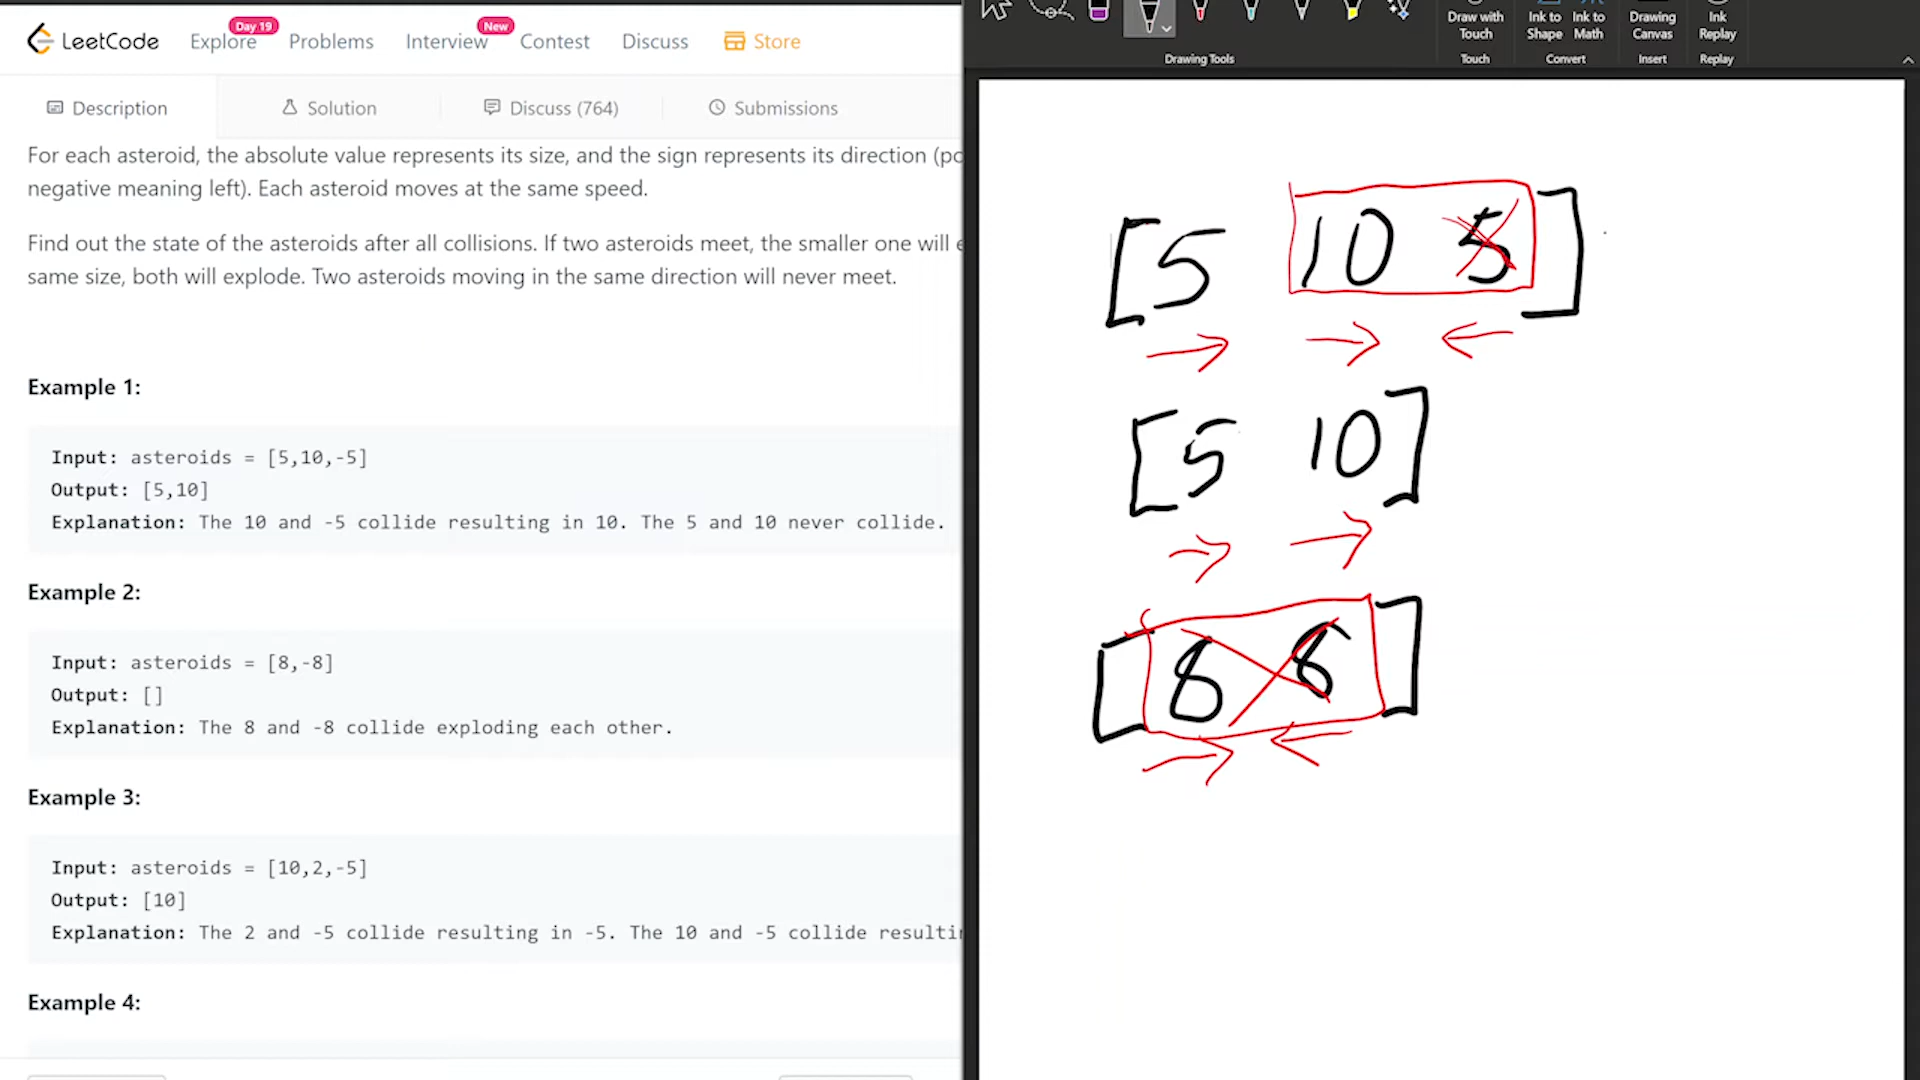 LeetCode
Explore
Day 19
Problems
Interview
New
Contest
Discuss
Store
Description
Solution
Discuss (764)
Submissions
For each asteroid, the absolute value represents its size, and the sign represents its direction (po
negative meaning left). Each asteroid moves at the same speed.
Find out the state of the asteroids after all collisions. If two asteroids meet, the smaller one will e
same size, both will explode. Two asteroids moving in the same direction will never meet.
Example 1:
Input: asteroids = [5,10,-5]
Output: [5,10]
Explanation: The 10 and -5 collide resulting in 10. The 5 and 10 never collide.
Example 2:
Input: asteroids = [8,-8]
Output: []
Explanation: The 8 and -8 collide exploding each other.
Example 3:
Input: asteroids = [10,2,-5]
Output: [10]
Explanation: The 2 and -5 collide resulting in -5. The 10 and -5 collide resultin
Example 4:
Draw with
Touch
Ink to
Shape
Ink to
Math
Drawing
Canvas
Ink
Replay
Drawing Tools
Touch
Convert
Insert
Replay
[5 10 5]
→ → ←
[5 10]
→ →
[8 8]
→ ←